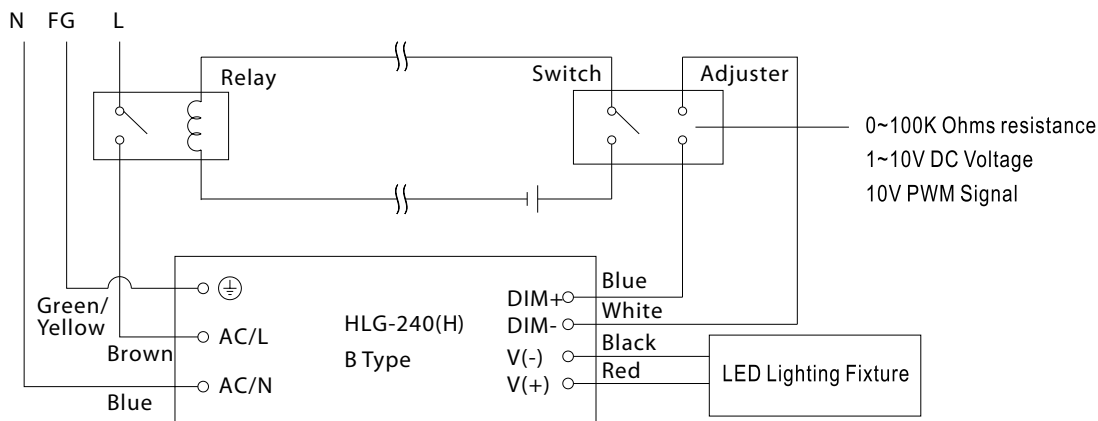 N FG L
Relay
Switch
Adjuster
0~100K Ohms resistance
1~10V DC Voltage
10V PWM Signal
Green/
Yellow
Brown
Blue
AC/L
AC/N
HLG-240(H)
B Type
DIM+
DIM-
V(-)
V(+)
Blue
White
Black
Red
LED Lighting Fixture